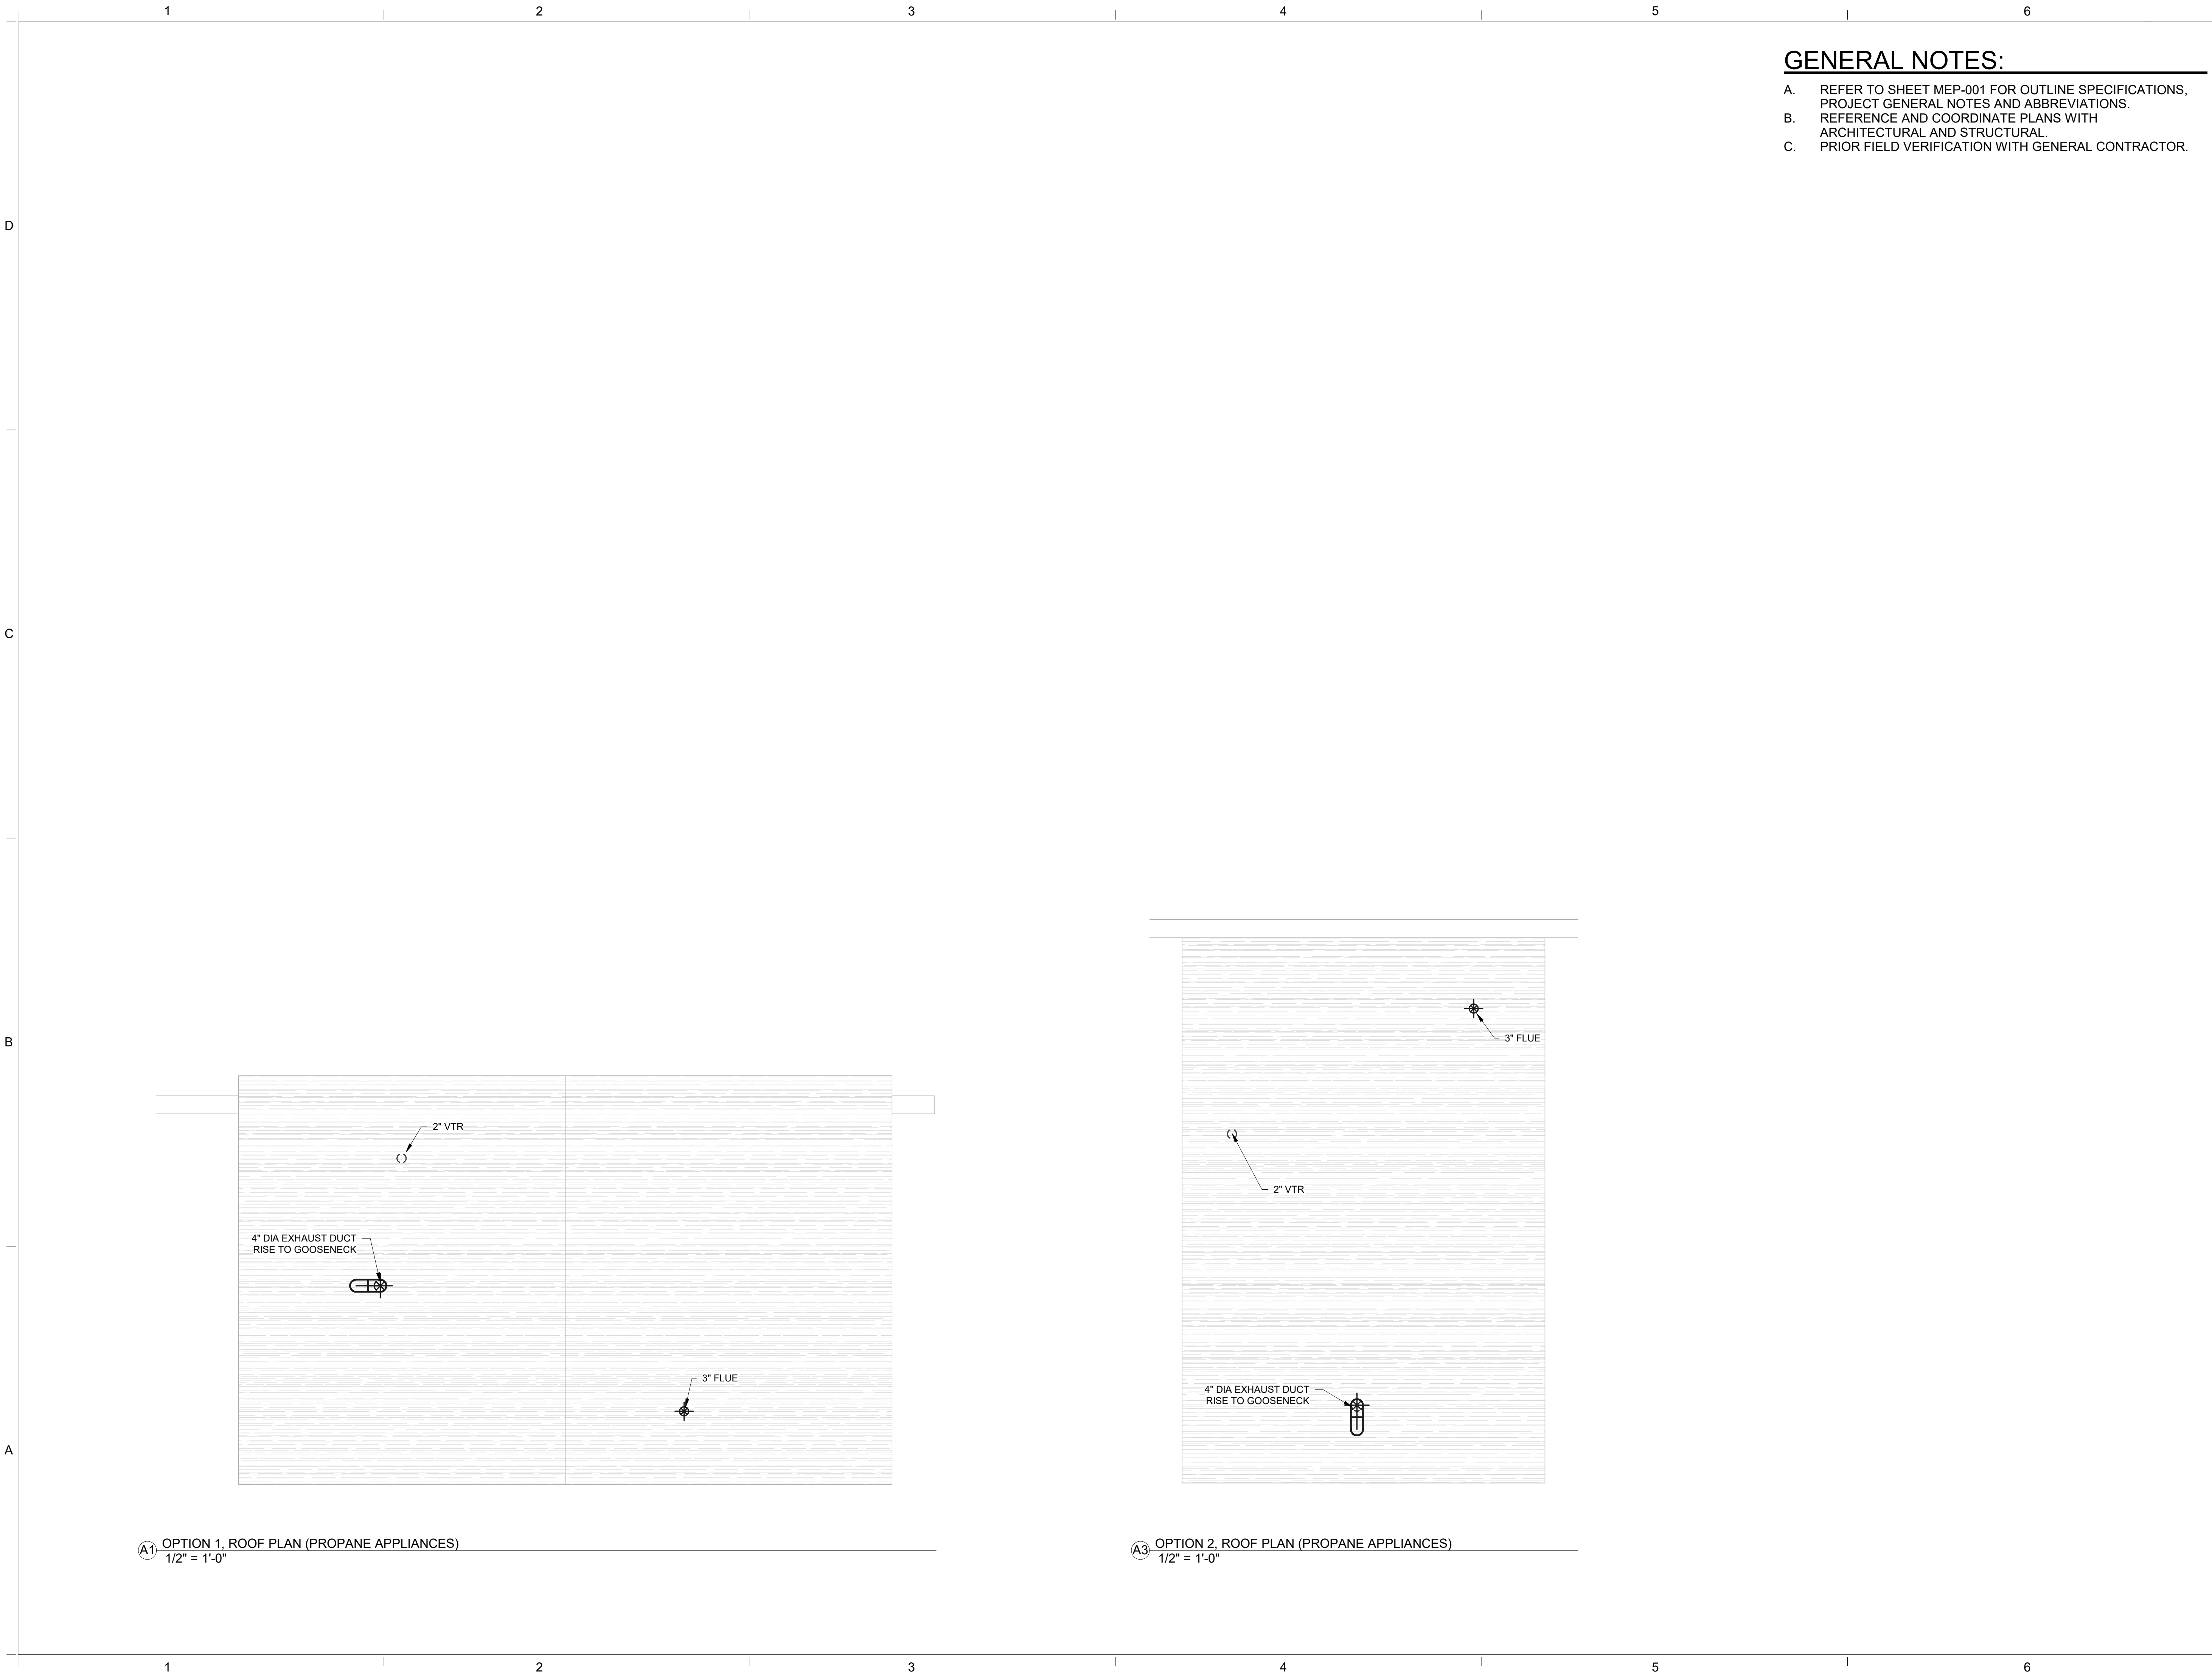 1 2 3 4 5 6
GENERAL NOTES:
A. REFER TO SHEET MEP-001 FOR OUTLINE SPECIFICATIONS,
PROJECT GENERAL NOTES AND ABBREVIATIONS.
B. REFERENCE AND COORDINATE PLANS WITH
ARCHITECTURAL AND STRUCTURAL.
C. PRIOR FIELD VERIFICATION WITH GENERAL CONTRACTOR.
D
C
B
A
2" VTR
4" DIA EXHAUST DUCT
RISE TO GOOSENECK
3" FLUE
A1 OPTION 1, ROOF PLAN (PROPANE APPLIANCES)
1/2" = 1'-0"
3" FLUE
2" VTR
4" DIA EXHAUST DUCT
RISE TO GOOSENECK
A3 OPTION 2, ROOF PLAN (PROPANE APPLIANCES)
1/2" = 1'-0"
1 2 3 4 5 6